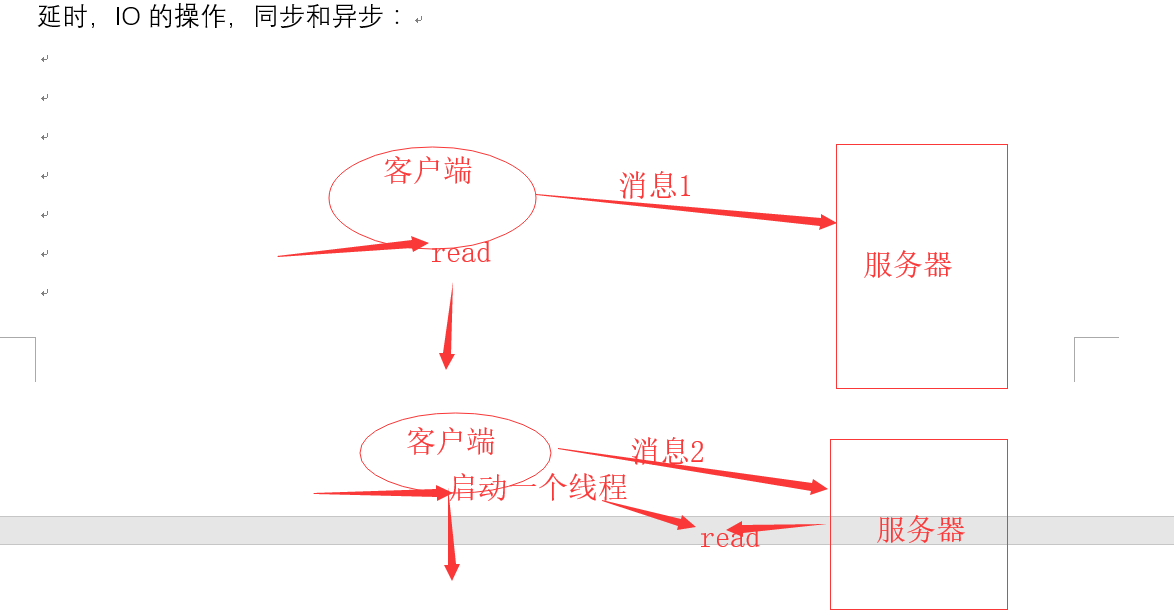 延时，IO 的操作，同步和异步：
客户端
消息1
read
服务器
客户端
消息2
启动一个线程
服务器
read